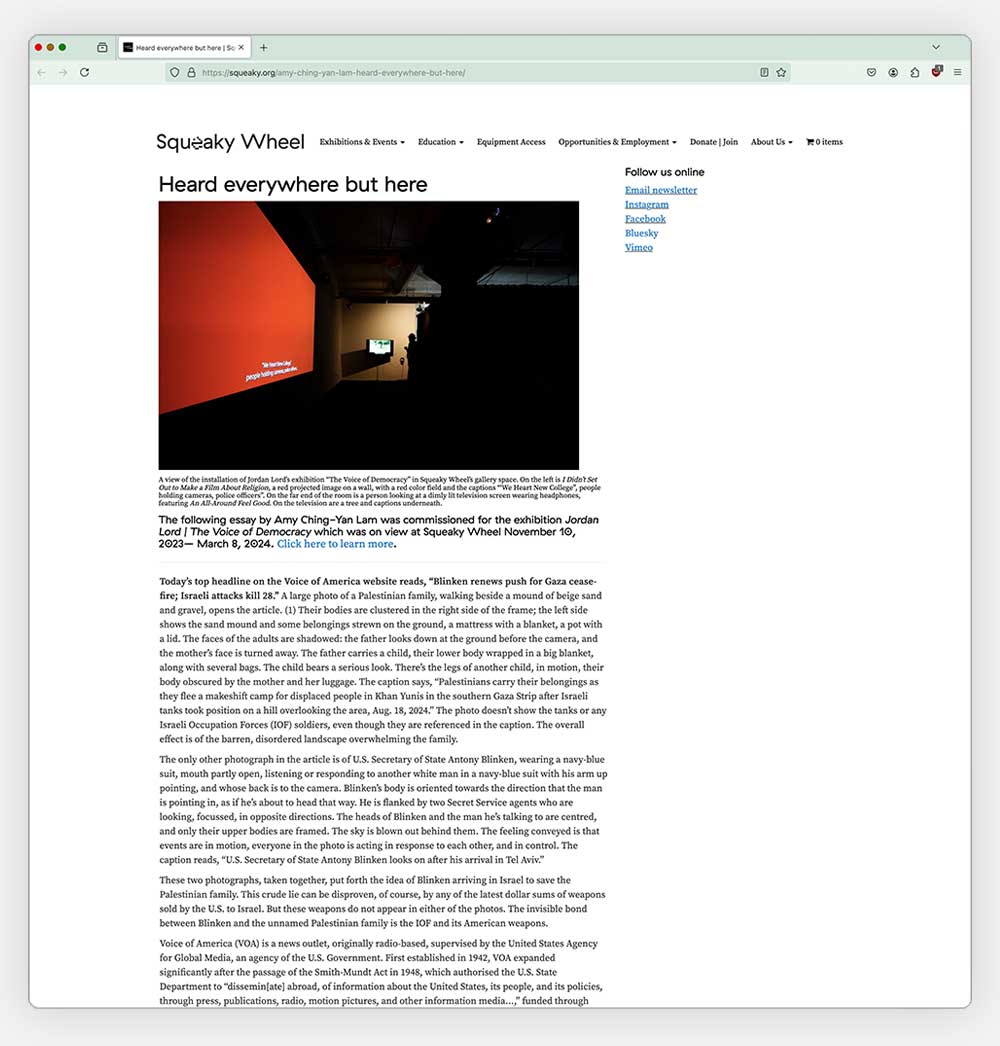 Heard everywhere but here | Sq
https://squeaky.org/amy-ching-yan-lam-heard-everywhere-but-here/
1
Squeaky Wheel
Exhibitions & Events
Education
Equipment Access
Opportunities & Employment
Donate | Join
About Us
0 items
Heard everywhere but here
Follow us online
Email newsletter
Instagram
Facebook
Bluesky
Vimeo
"We Heart New College"
people holding cameras, police officers.
A view of the installation of Jordan Lord's exhibition "The Voice of Democracy" in Squeaky Wheel's gallery space. On the left is I Didn't Set
Out to Make a Film About Religion, a red projected image on a wall, with a red color field and the captions "'We Heart New College", people
holding cameras, police officers". On the far end of the room is a person looking at a dimly lit television screen wearing headphones,
featuring An All-Around Feel Good. On the television are a tree and captions underneath.
The following essay by Amy Ching-Yan Lam was commissioned for the exhibition Jordan
Lord | The Voice of Democracy which was on view at Squeaky Wheel November 10,
2023— March 8, 2024. Click here to learn more.
Today's top headline on the Voice of America website reads, "Blinken renews push for Gaza cease-
fire; Israeli attacks kill 28." A large photo of a Palestinian family, walking beside a mound of beige sand
and gravel, opens the article. (1) Their bodies are clustered in the right side of the frame; the left side
shows the sand mound and some belongings strewn on the ground, a mattress with a blanket, a pot with
a lid. The faces of the adults are shadowed: the father looks down at the ground before the camera, and
the mother's face is turned away. The father carries a child, their lower body wrapped in a big blanket,
along with several bags. The child bears a serious look. There's the legs of another child, in motion, their
body obscured by the mother and her luggage. The caption says, "Palestinians carry their belongings as
they flee a makeshift camp for displaced people in Khan Yunis in the southern Gaza Strip after Israeli
tanks took position on a hill overlooking the area, Aug. 18, 2024." The photo doesn't show the tanks or any
Israeli Occupation Forces (IOF) soldiers, even though they are referenced in the caption. The overall
effect is of the barren, disordered landscape overwhelming the family.
The only other photograph in the article is of U.S. Secretary of State Antony Blinken, wearing a navy-blue
suit, mouth partly open, listening or responding to another white man in a navy-blue suit with his arm up
pointing, and whose back is to the camera. Blinken's body is oriented towards the direction that the man
is pointing in, as if he's about to head that way. He is flanked by two Secret Service agents who are
looking, focussed, in opposite directions. The heads of Blinken and the man he's talking to are centred,
and only their upper bodies are framed. The sky is blown out behind them. The feeling conveyed is that
events are in motion, everyone in the photo is acting in response to each other, and in control. The
caption reads, "U.S. Secretary of State Antony Blinken looks on after his arrival in Tel Aviv."
These two photographs, taken together, put forth the idea of Blinken arriving in Israel to save the
Palestinian family. This crude lie can be disproven, of course, by any of the latest dollar sums of weapons
sold by the U.S. to Israel. But these weapons do not appear in either of the photos. The invisible bond
between Blinken and the unnamed Palestinian family is the IOF and its American weapons.
Voice of America (VOA) is a news outlet, originally radio-based, supervised by the United States Agency
for Global Media, an agency of the U.S. Government. First established in 1942, VOA expanded
significantly after the passage of the Smith-Mundt Act in 1948, which authorised the U.S. State
Department to "dissemin[ate] abroad, of information about the United States, its people, and its policies,
through press, publications, radio, motion pictures, and other information media…," funded through